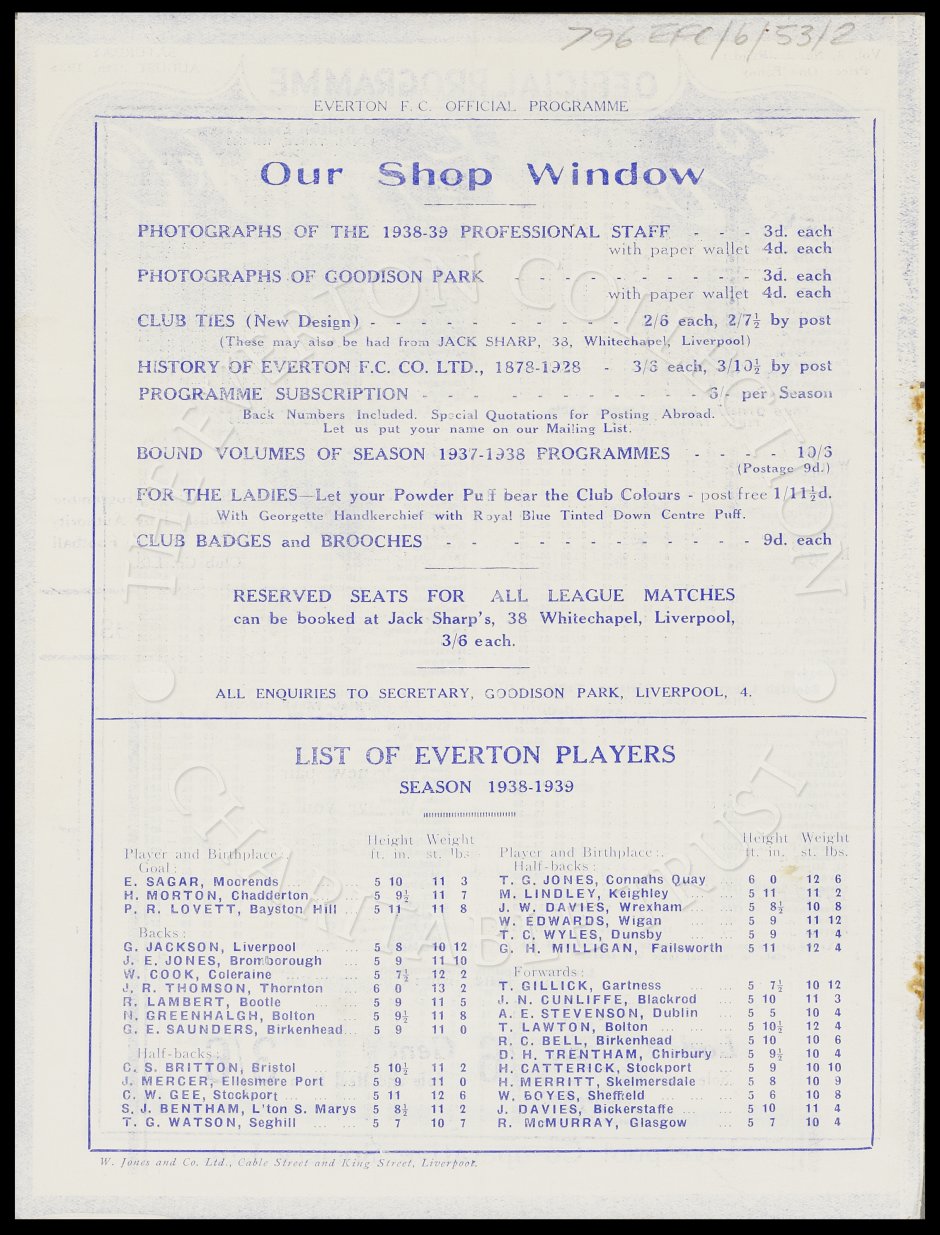 796 EFC/6/53/2
EVERTON F.C. OFFICIAL PROGRAMME
Our Shop Window
PHOTOGRAPHS OF THE 1938-39 PROFESSIONAL STAFF - - - 3d. each
with paper wallet 4d. each
PHOTOGRAPHS OF GOODISON PARK - - - - - - - - - - 3d. each
with paper wallet 4d. each
CLUB TIES (New Design) - - - - - - - - - - - 2/6 each, 2/7½ by post
(These may also be had from JACK SHARP, 38, Whitechapel, Liverpool)
HISTORY OF EVERTON F.C. CO. LTD., 1878-1928 - 3/6 each, 3/10½ by post
PROGRAMME SUBSCRIPTION - - - - - - - - - - - 6/- per Season
Back Numbers Included. Special Quotations for Posting Abroad.
Let us put your name on our Mailing List.
BOUND VOLUMES OF SEASON 1937-1938 PROGRAMMES - - - - 10/6
(Postage 9d.)
FOR THE LADIES—Let your Powder Puff bear the Club Colours - post free 1/11½d.
With Georgette Handkerchief with Royal Blue Tinted Down Centre Puff.
CLUB BADGES and BROOCHES - - - - - - - - - - - - 9d. each
RESERVED SEATS FOR ALL LEAGUE MATCHES
can be booked at Jack Sharp's, 38 Whitechapel, Liverpool,
3/6 each.
ALL ENQUIRIES TO SECRETARY, GOODISON PARK, LIVERPOOL, 4.
LIST OF EVERTON PLAYERS
SEASON 1938-1939
Height Weight
Player and Birthplace: ft. in. st. lbs.
Goal:
E. SAGAR, Moorends ... 5 10 11 3
H. MORTON, Chadderton ... 5 9½ 11 7
P. R. LOVETT, Bayston Hill ... 5 11 11 8
Backs:
G. JACKSON, Liverpool ... 5 8 10 12
J. E. JONES, Bromborough ... 5 9 11 10
W. COOK, Coleraine ... 5 7½ 12 2
J. R. THOMSON, Thornton ... 6 0 13 2
R. LAMBERT, Bootle ... 5 9 11 5
N. GREENHALGH, Bolton ... 5 9½ 11 8
G. E. SAUNDERS, Birkenhead... 5 9 11 0
Half-backs:
C. S. BRITTON, Bristol ... 5 10½ 11 2
J. MERCER, Ellesmere Port ... 5 9 11 0
C. W. GEE, Stockport ... 5 11 12 6
S. J. BENTHAM, L'ton S. Marys 5 8½ 11 2
T. G. WATSON, Seghill ... 5 7 10 7
Height Weight
Player and Birthplace: ft. in. st. lbs.
Half-backs
T. G. JONES, Connahs Quay ... 6 0 12 6
M. LINDLEY, Keighley ... 5 11 11 2
J. W. DAVIES, Wrexham ... 5 8½ 10 8
W. EDWARDS, Wigan ... 5 9 11 12
T. C. WYLES, Dunsby ... 5 9 11 4
G. H. MILLIGAN, Failsworth 5 11 12 4
Forwards:
T. GILLICK, Gartness ... 5 7½ 10 12
J. N. CUNLIFFE, Blackrod ... 5 10 11 3
A. E. STEVENSON, Dublin ... 5 5 10 4
T. LAWTON, Bolton ... 5 10½ 12 4
R. C. BELL, Birkenhead ... 5 10 10 6
D. H. TRENTHAM, Chirbury ... 5 9½ 10 4
H. CATTERICK, Stockport ... 5 9 10 10
H. MERRITT, Skelmersdale ... 5 8 10 9
W. BOYES, Sheffield ... 5 6 10 8
J. DAVIES, Bickerstaffe ... 5 10 11 4
R. McMURRAY, Glasgow ... 5 7 10 4
W. Jones and Co. Ltd., Cable Street and King Street, Liverpool.
THE EVERTON COLLECTION
CHARITABLE TRUST